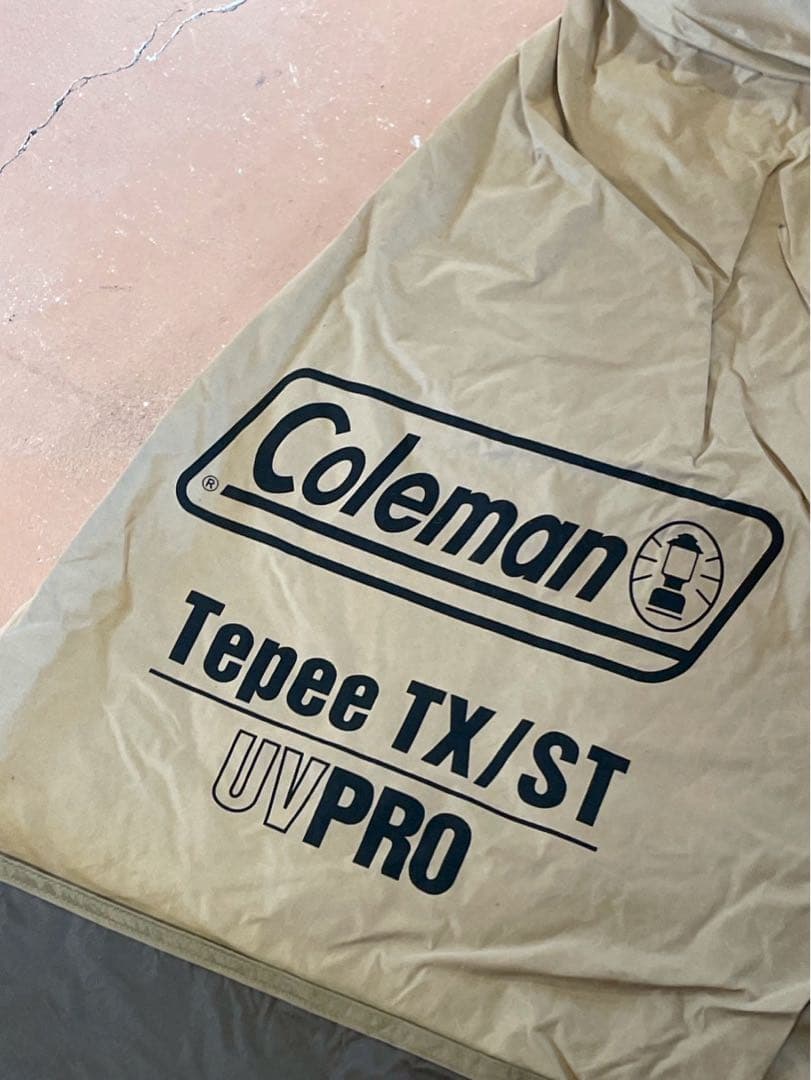 Coleman
®
Tepee TX/ST
UVPRO